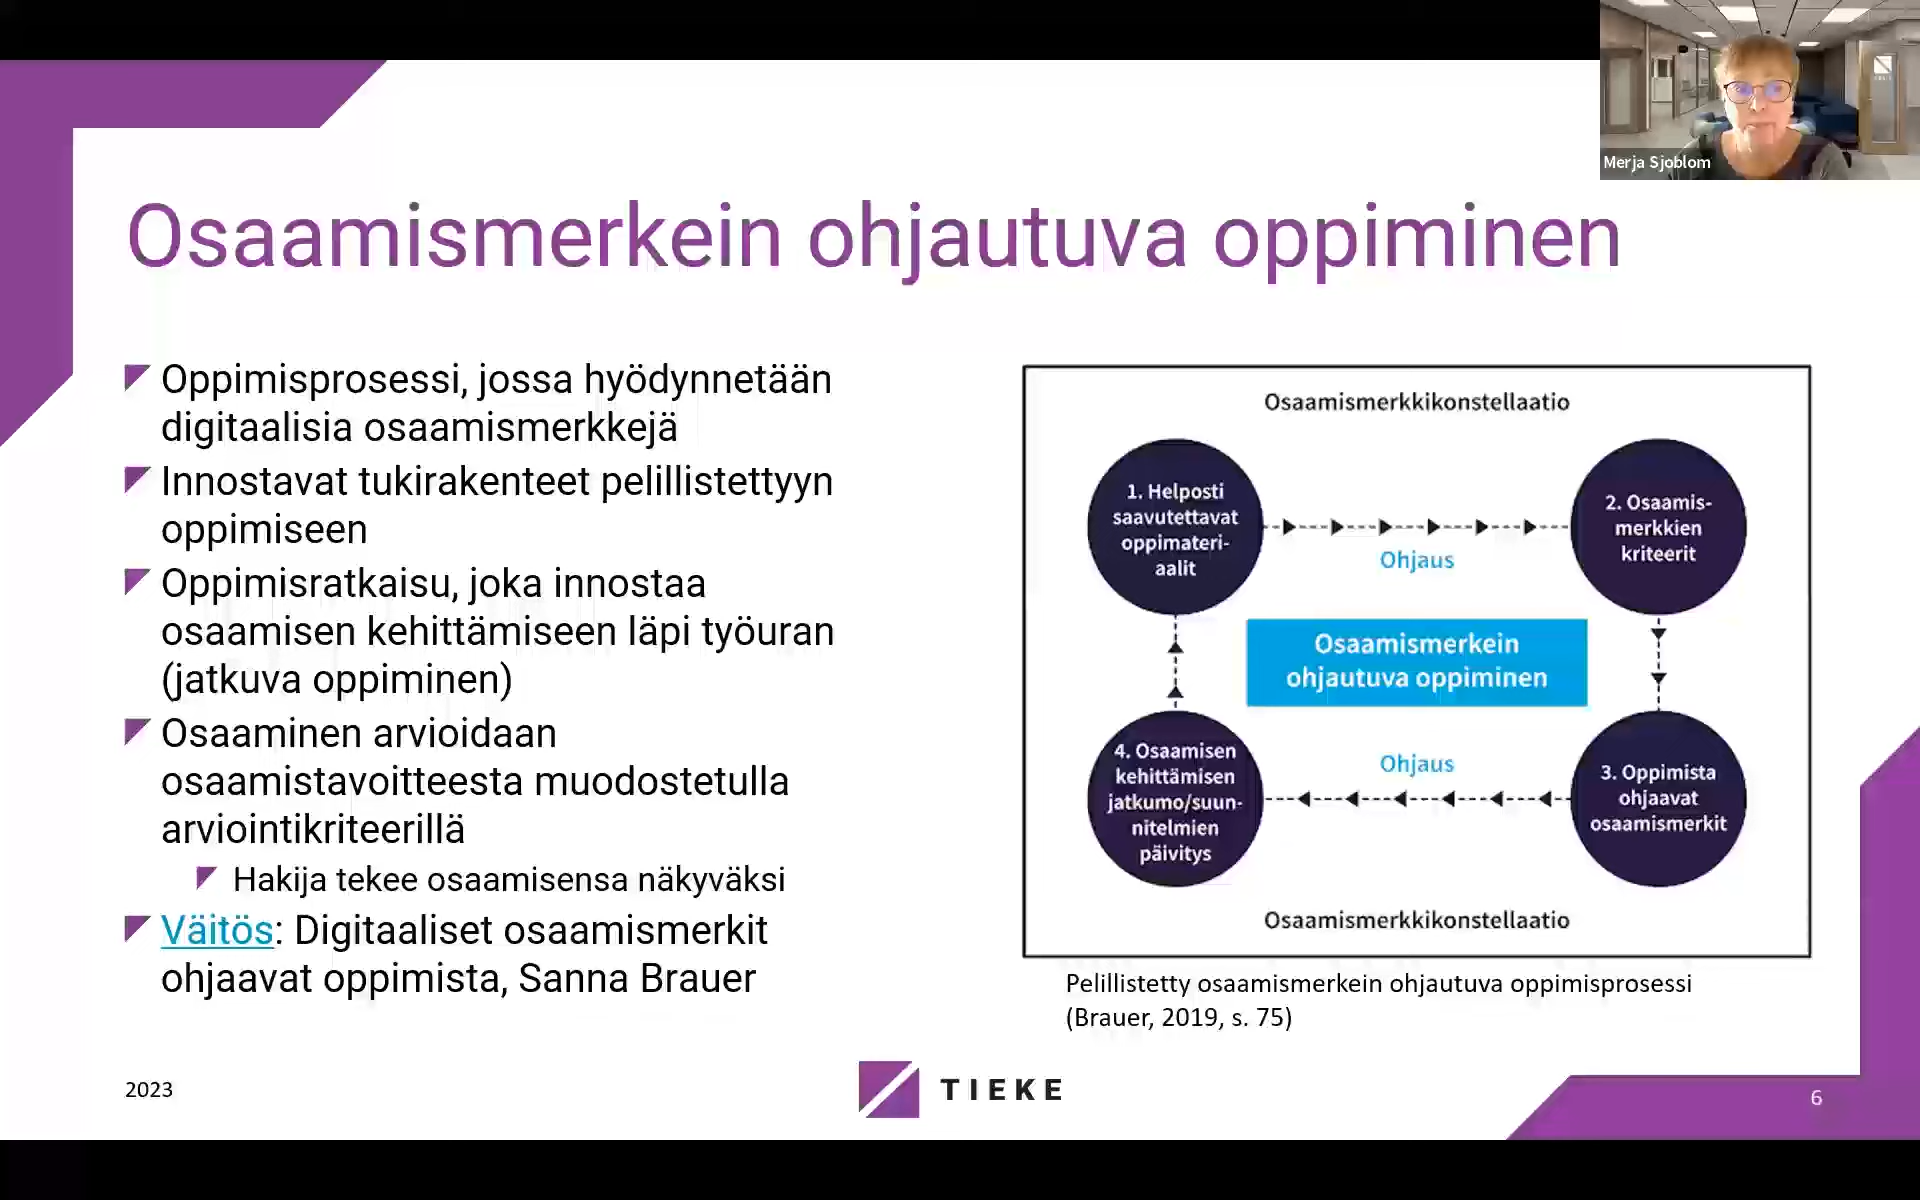 Merja Sjoblom
Osaamismerkein ohjautuva oppiminen
Oppimisprosessi, jossa hyödynnetään
digitaalisia osaamismerkkejä
Innostavat tukirakenteet pelillistettyyn
oppimiseen
Oppimisratkaisu, joka innostaa
osaamisen kehittämiseen läpi työuran
(jatkuva oppiminen)
Osaaminen arvioidaan
osaamistavoitteesta muodostetulla
arviointikriteerillä
Hakija tekee osaamisensa näkyväksi
Väitös: Digitaaliset osaamismerkit
ohjaavat oppimista, Sanna Brauer
Osaamismerkkikonstellaatio
1. Helposti
saavutettavat
oppimateri-
aalit
Ohjaus
2. Osaamis-
merkkien
kriteerit
Osaamismerkein
ohjautuva oppiminen
4. Osaamisen
kehittämisen
jatkumo/suun-
nitelmien
päivitys
Ohjaus
3. Oppimista
ohjaavat
osaamismerkit
Osaamismerkkikonstellaatio
Pelillistetty osaamismerkein ohjautuva oppimisprosessi
(Brauer, 2019, s. 75)
2023
TIEKE
6